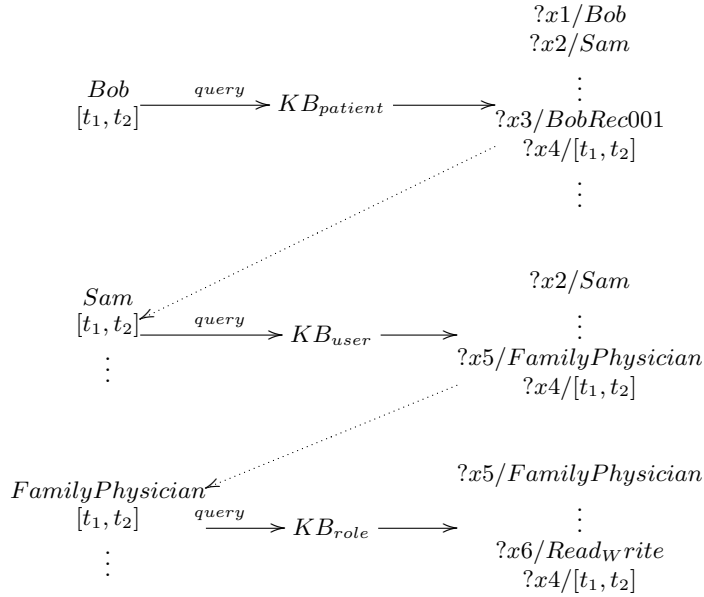 ?x1/Bob
?x2/Sam
⋮
Bob
[t₁, t₂]
query
KB_patient
?x3/BobRec001
?x4/[t₁, t₂]
⋮
Sam
[t₁, t₂]
⋮
query
KB_user
?x2/Sam
⋮
?x5/FamilyPhysician
?x4/[t₁, t₂]
FamilyPhysician
[t₁, t₂]
⋮
query
KB_role
?x5/FamilyPhysician
⋮
?x6/Read_Write
?x4/[t₁, t₂]